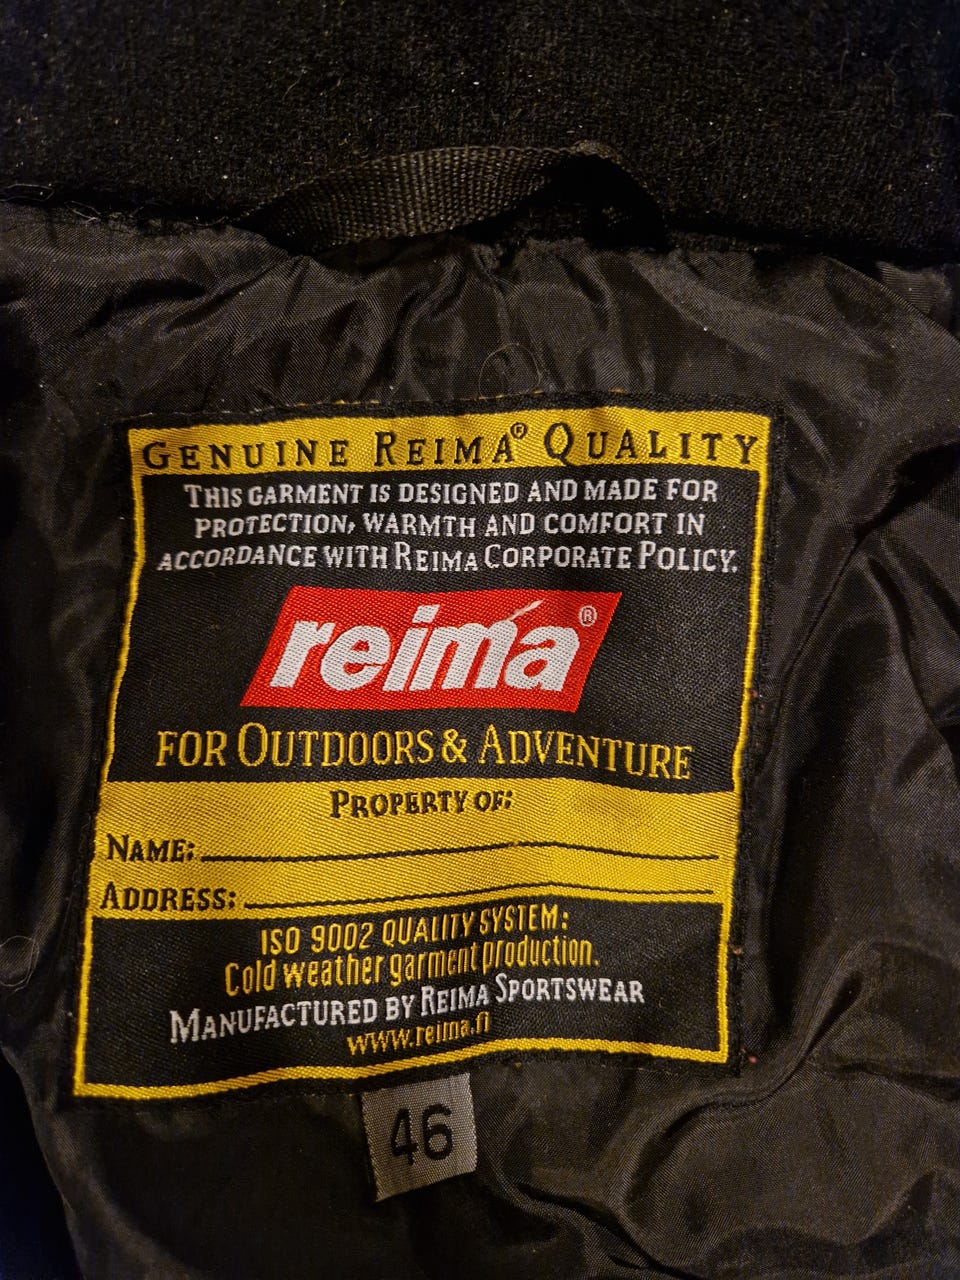 GENUINE REIMA® QUALITY
THIS GARMENT IS DESIGNED AND MADE FOR
PROTECTION, WARMTH AND COMFORT IN
ACCORDANCE WITH REIMA CORPORATE POLICY.
reima®
FOR OUTDOORS & ADVENTURE
PROPERTY OF:
NAME:
ADDRESS:
ISO 9002 QUALITY SYSTEM:
Cold weather garment production.
MANUFACTURED BY REIMA SPORTSWEAR
www.reima.fi
46